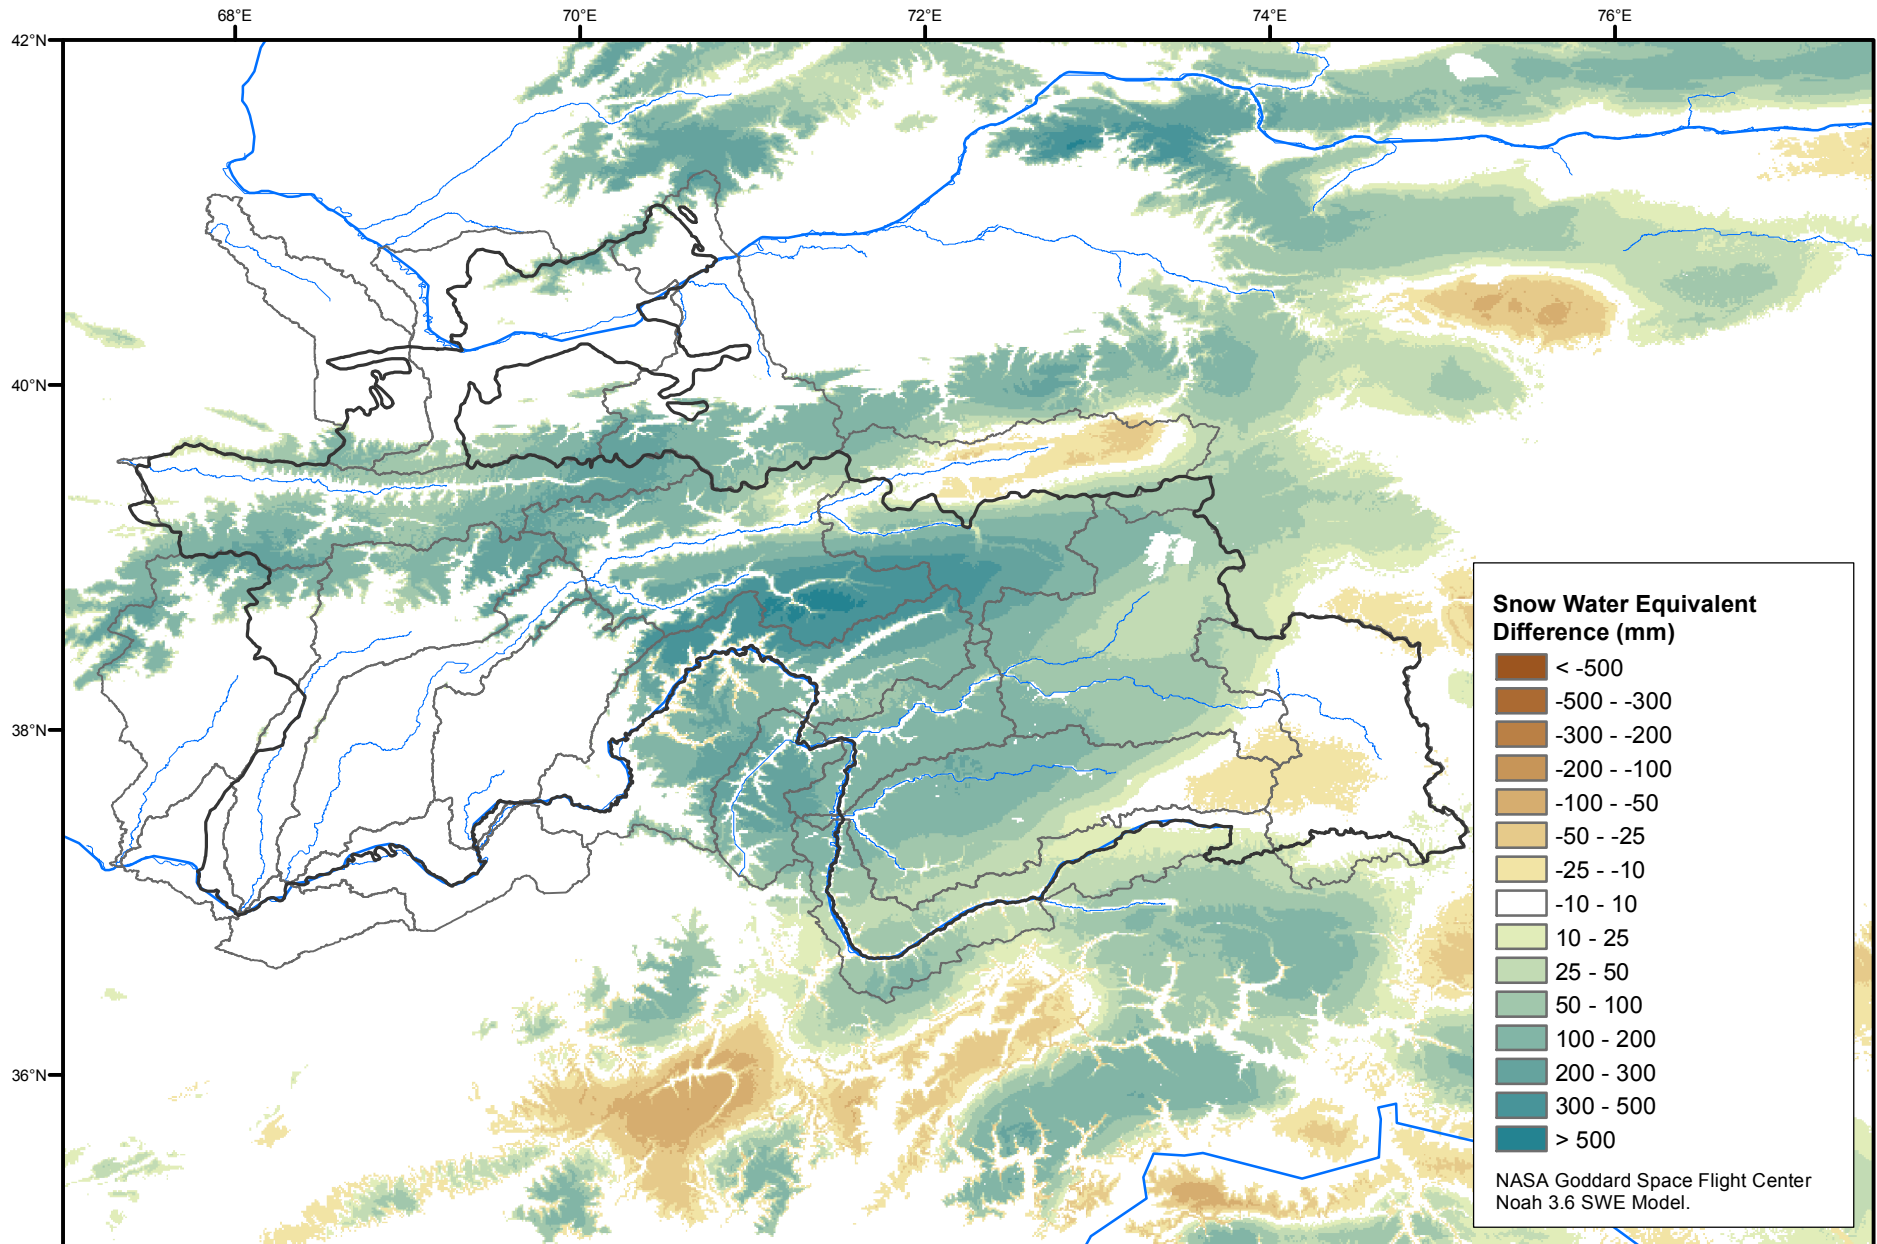 68°E
70°E
72°E
74°E
76°E
42°N
40°N
38°N
36°N
Snow Water Equivalent
Difference (mm)
< -500
-500 - -300
-300 - -200
-200 - -100
-100 - -50
-50 - -25
-25 - -10
-10 - 10
10 - 25
25 - 50
50 - 100
100 - 200
200 - 300
300 - 500
> 500
NASA Goddard Space Flight Center
Noah 3.6 SWE Model.